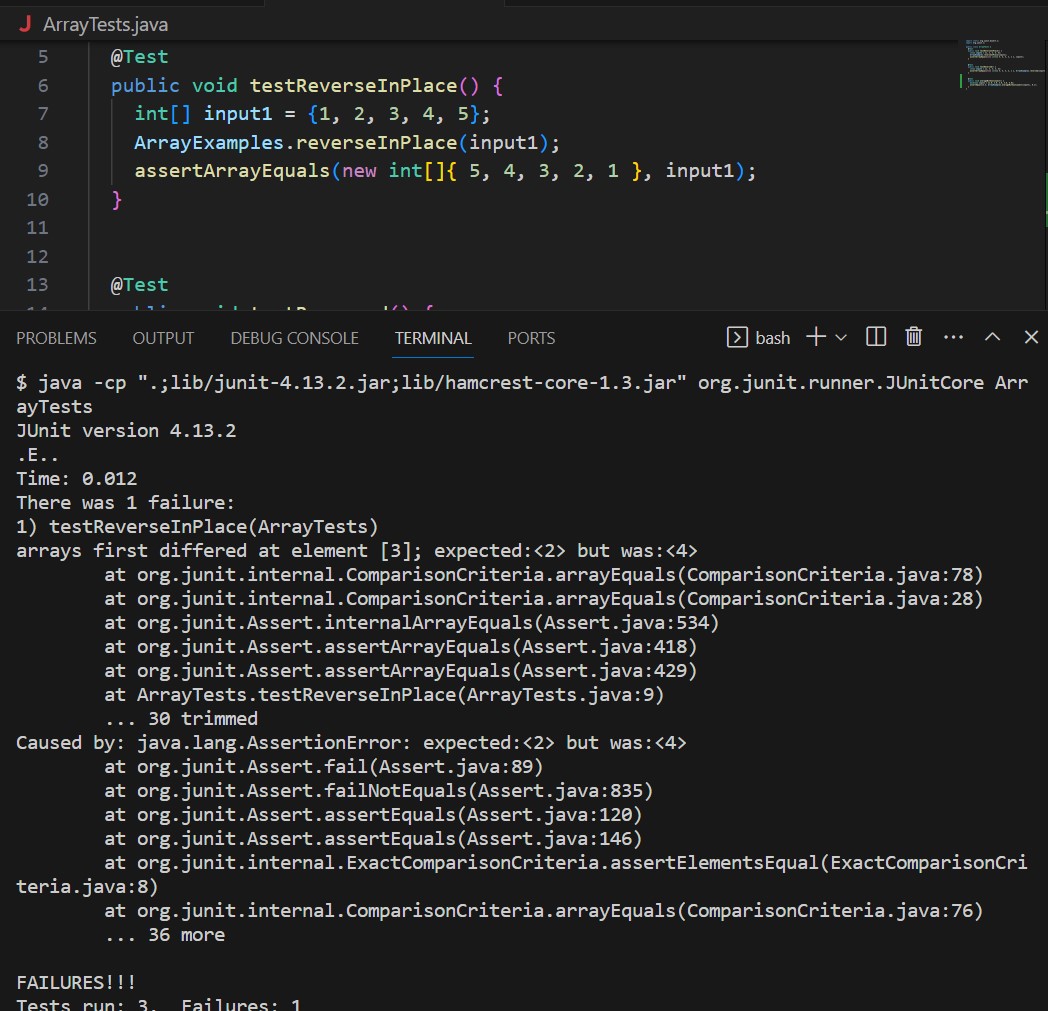 J ArrayTests.java
5 @Test
6 public void testReverseInPlace() {
7 int[] input1 = {1, 2, 3, 4, 5};
8 ArrayExamples.reverseInPlace(input1);
9 assertArrayEquals(new int[]{ 5, 4, 3, 2, 1 }, input1);
10 }
11
12
13 @Test
PROBLEMS OUTPUT DEBUG CONSOLE TERMINAL PORTS bash
$ java -cp ".;lib/junit-4.13.2.jar;lib/hamcrest-core-1.3.jar" org.junit.runner.JUnitCore Arr
ayTests
JUnit version 4.13.2
.E..
Time: 0.012
There was 1 failure:
1) testReverseInPlace(ArrayTests)
arrays first differed at element [3]; expected:<2> but was:<4>
at org.junit.internal.ComparisonCriteria.arrayEquals(ComparisonCriteria.java:78)
at org.junit.internal.ComparisonCriteria.arrayEquals(ComparisonCriteria.java:28)
at org.junit.Assert.internalArrayEquals(Assert.java:534)
at org.junit.Assert.assertArrayEquals(Assert.java:418)
at org.junit.Assert.assertArrayEquals(Assert.java:429)
at ArrayTests.testReverseInPlace(ArrayTests.java:9)
... 30 trimmed
Caused by: java.lang.AssertionError: expected:<2> but was:<4>
at org.junit.Assert.fail(Assert.java:89)
at org.junit.Assert.failNotEquals(Assert.java:835)
at org.junit.Assert.assertEquals(Assert.java:120)
at org.junit.Assert.assertEquals(Assert.java:146)
at org.junit.internal.ExactComparisonCriteria.assertElementsEqual(ExactComparisonCri
teria.java:8)
at org.junit.internal.ComparisonCriteria.arrayEquals(ComparisonCriteria.java:76)
... 36 more
FAILURES!!!
Tests run: 3, Failures: 1